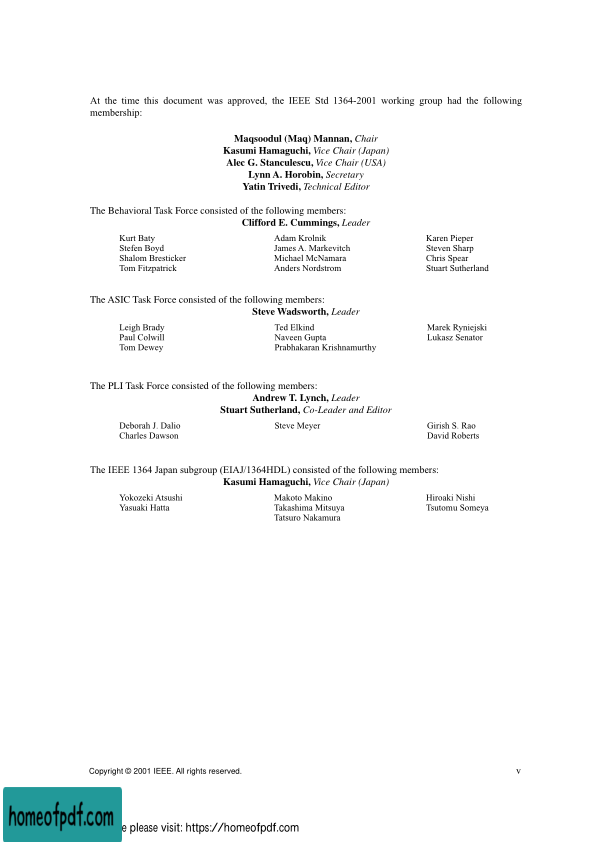 At the time this document was approved, the IEEE Std 1364-2001 working group had the following
membership:
Maqsoodul (Maq) Mannan, Chair
Kasumi Hamaguchi, Vice Chair (Japan)
Alec G. Stanculescu, Vice Chair (USA)
Lynn A. Horobin, Secretary
Yatin Trivedi, Technical Editor
The Behavioral Task Force consisted of the following members:
Clifford E. Cummings, Leader
Kurt Baty Adam Krolnik Karen Pieper
Stefen Boyd James A. Markevitch Steven Sharp
Shalom Bresticker Michael McNamara Chris Spear
Tom Fitzpatrick Anders Nordstrom Stuart Sutherland
The ASIC Task Force consisted of the following members:
Steve Wadsworth, Leader
Leigh Brady Ted Elkind Marek Ryniejski
Paul Colwill Naveen Gupta Lukasz Senator
Tom Dewey Prabhakaran Krishnamurthy
The PLI Task Force consisted of the following members:
Andrew T. Lynch, Leader
Stuart Sutherland, Co-Leader and Editor
Deborah J. Dalio Steve Meyer Girish S. Rao
Charles Dawson David Roberts
The IEEE 1364 Japan subgroup (EIAJ/1364HDL) consisted of the following members:
Kasumi Hamaguchi, Vice Chair (Japan)
Yokozeki Atsushi Makoto Makino Hiroaki Nishi
Yasuaki Hatta Takashima Mitsuya Tsutomu Someya
Tatsuro Nakamura
Copyright © 2001 IEEE. All rights reserved. v
homeofpdf.com
e please visit: https://homeofpdf.com